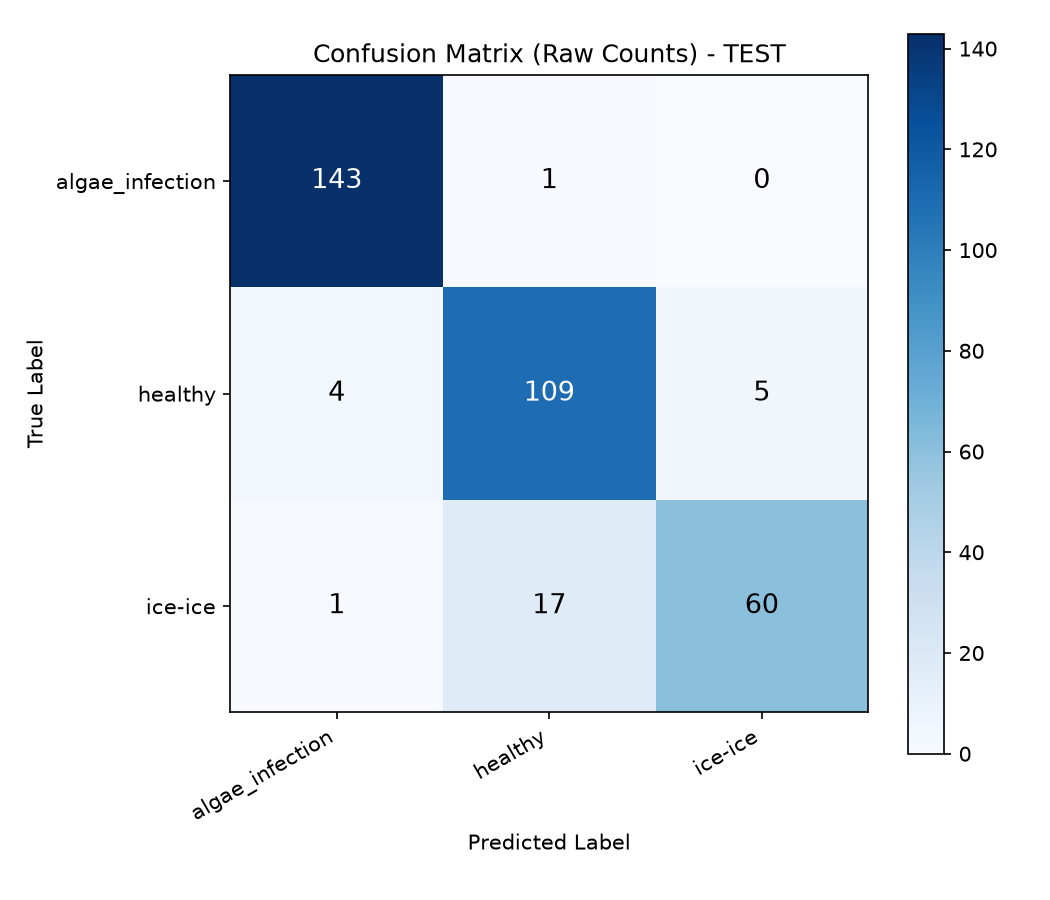 Confusion Matrix (Raw Counts) - TEST
True Label
algae_infection 143 1 0
healthy 4 109 5
ice-ice 1 17 60
algae_infection healthy ice-ice
Predicted Label
140
120
100
80
60
40
20
0